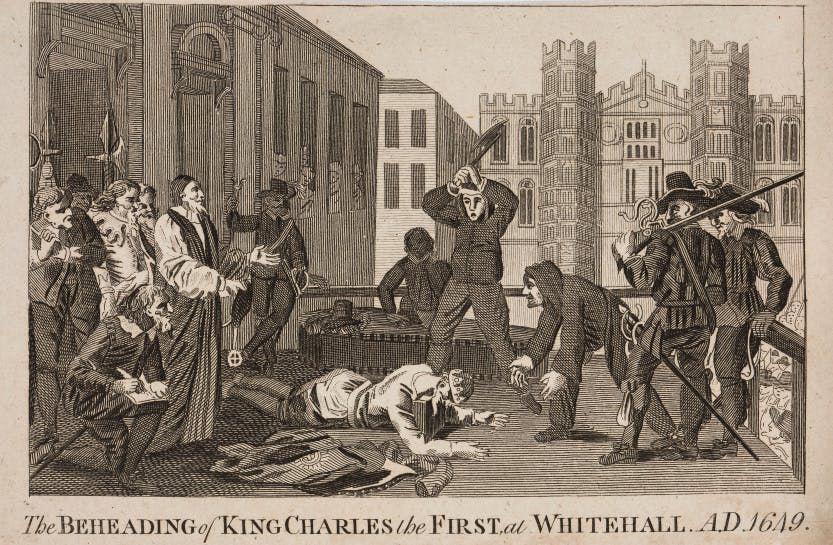 The BEHEADING of KING CHARLES the FIRST, at WHITEHALL. A.D. 1649.